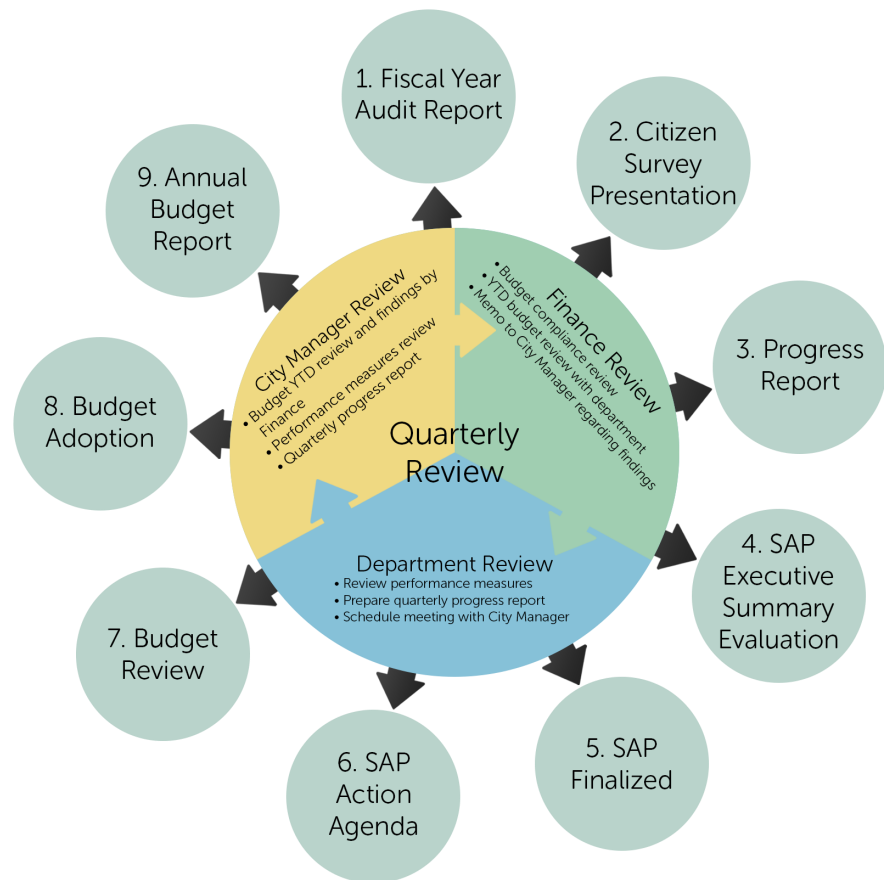 1. Fiscal Year
Audit Report
2. Citizen
Survey
Presentation
3. Progress
Report
4. SAP
Executive
Summary
Evaluation
5. SAP
Finalized
6. SAP
Action
Agenda
7. Budget
Review
8. Budget
Adoption
9. Annual
Budget
Report
Quarterly
Review
Finance Review
• Budget compliance review
• YTD budget review with department
• Memo to City Manager regarding findings
Department Review
• Review performance measures
• Prepare quarterly progress report
• Schedule meeting with City Manager
City Manager Review
• Budget YTD review and findings by
Finance
• Performance measures review
• Quarterly progress report